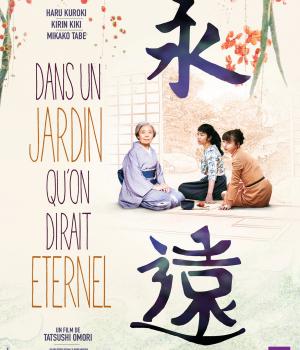 HARU KUROKI
KIRIN KIKI
MIKAKO TABE
永
遠
DANS UN
JARDIN
QU'ON
DIRAIT
ETERNEL
UN FILM DE
TATSUSHI OMORI